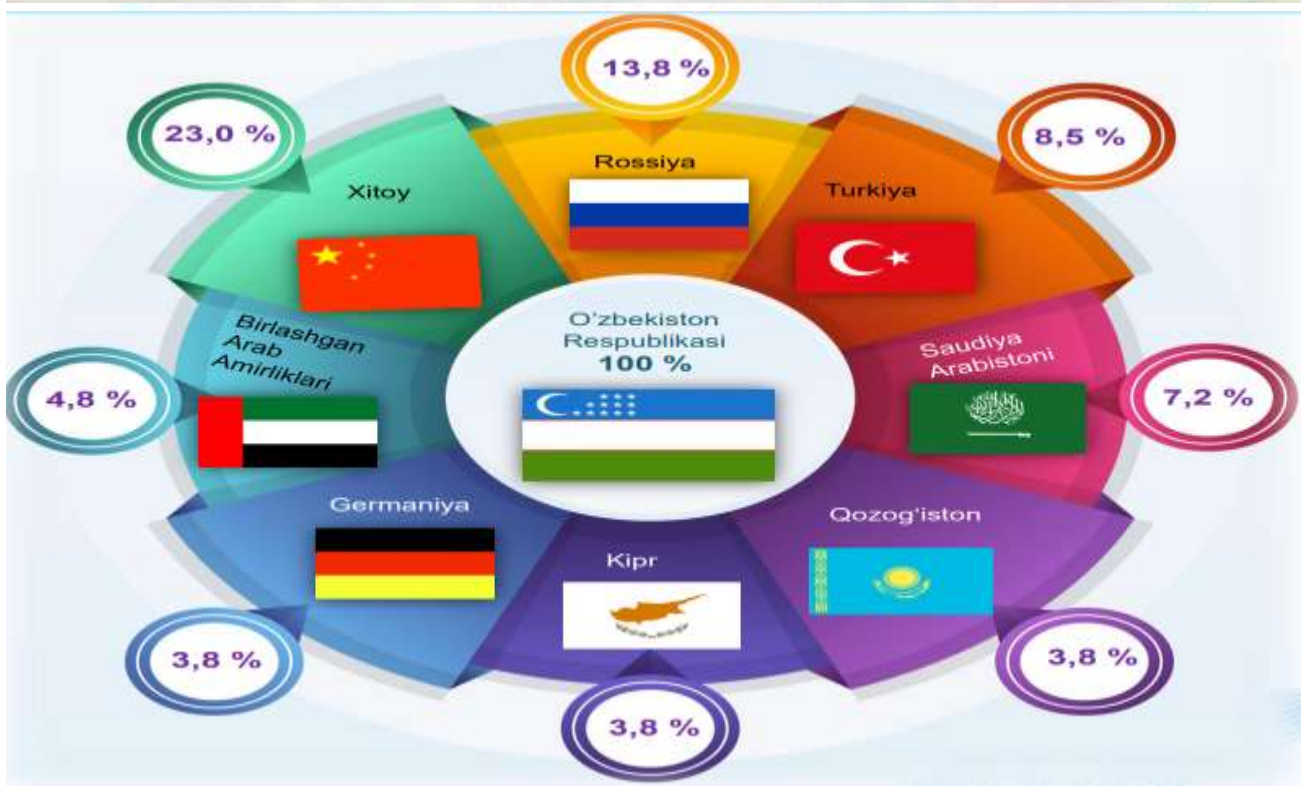 13,8 %
23,0 %
8,5 %
Rossiya
Xitoy
Turkiya
O'zbekiston
Respublikasi
100 %
Birlashgan
Arab
Amirliklari
Saudiya
Arabistoni
4,8 %
7,2 %
Germaniya
Qozog‘iston
Kipr
3,8 %
3,8 %
3,8 %